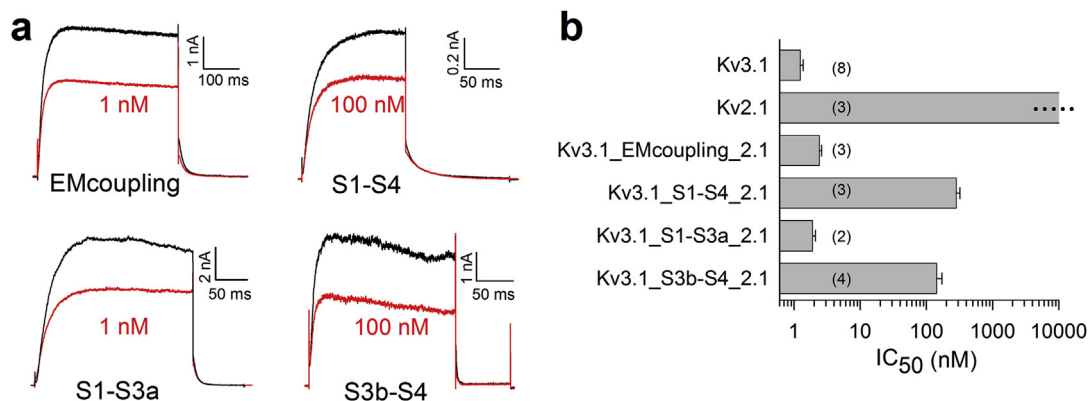 a
1 nA
100 ms
1 nM
EMcoupling
0.2 nA
50 ms
100 nM
S1-S4
2 nA
50 ms
1 nM
S1-S3a
1 nA
50 ms
100 nM
S3b-S4
b
Kv3.1 (8)
Kv2.1 (3)
Kv3.1_EMcoupling_2.1 (3)
Kv3.1_S1-S4_2.1 (3)
Kv3.1_S1-S3a_2.1 (2)
Kv3.1_S3b-S4_2.1 (4)
1 10 100 1000 10000
IC50 (nM)